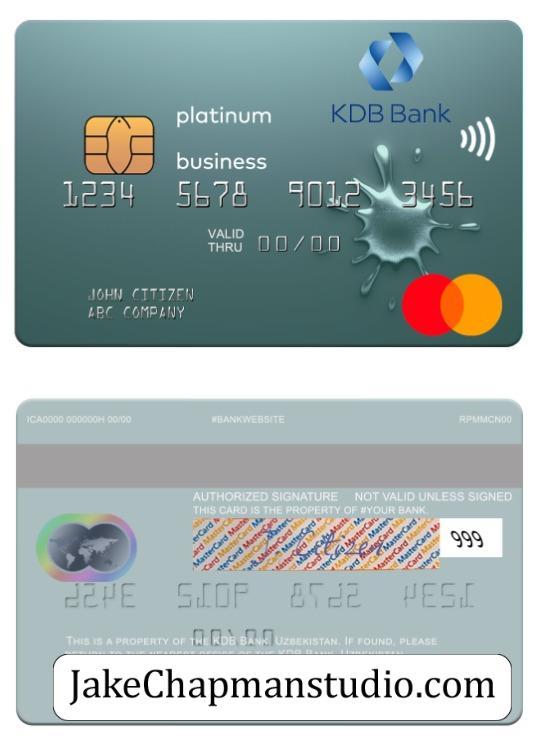 KDB Bank
platinum
business
1234 5678 9012 3456
VALID
THRU 00/00
JOHN CITIZEN
ABC COMPANY
ICA0000 000000H 00/00 #BANKWEBSITE RPMMCN00
AUTHORIZED SIGNATURE NOT VALID UNLESS SIGNED
THIS CARD IS THE PROPERTY OF #YOUR BANK.
MasterCard MasterCard MasterCard
999
THIS IS A PROPERTY OF THE KDB BANK UZBEKISTAN. IF FOUND, PLEASE
RETURN TO THE NEAREST OFFICE OF THE KDB BANK, UZBEKISTAN.
JakeChapmanstudio.com